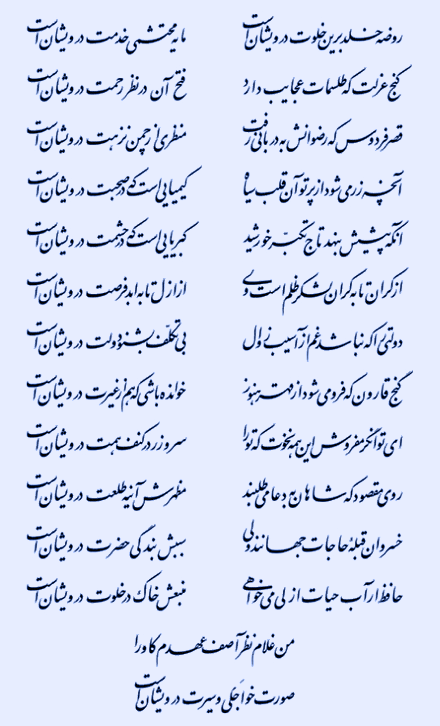 روضه خلد برین خلوت درویشان است مایه محتشمی خدمت درویشان است
گنج عزلت که طلسمات عجایب دارد فتح آن در نظر رحمت درویشان است
قصر فردوس که رضوانش به دربانی رفت منظری از چمن نزهت درویشان است
آنچه زر می شود از پرتو آن قلب سیاه کیمیایی است که در صحبت درویشان است
آنکه پیشش بنهد تاج تکبّر خورشید کبریایی است که در حشمت درویشان است
از کران تا به کران لشکر ظلم است ولی از ازل تا به ابد فرصت درویشان است
دولتی را که نباشد غم از آسیب زوال بی تکلّف بشنو دولت درویشان است
گنج قارون که فرو می شود از قهر هنوز خوانده باشی که هم از غیرت درویشان است
ای توانگر مفروش این همه نخوت که تو را سر و زر در کنف همت درویشان است
روی مقصود که شاهان به دعا می طلبند مظهرش آینه طلعت درویشان است
خسروان قبلهٔ حاجات جهانند ولی سببش بندگی حضرت درویشان است
حافظ ار آب حیات ازلی می خواهی منبعش خاک در خلوت درویشان است
من غلام نظر آصف عهدم کاو را
صورت خواجگی و سیرت درویشان است